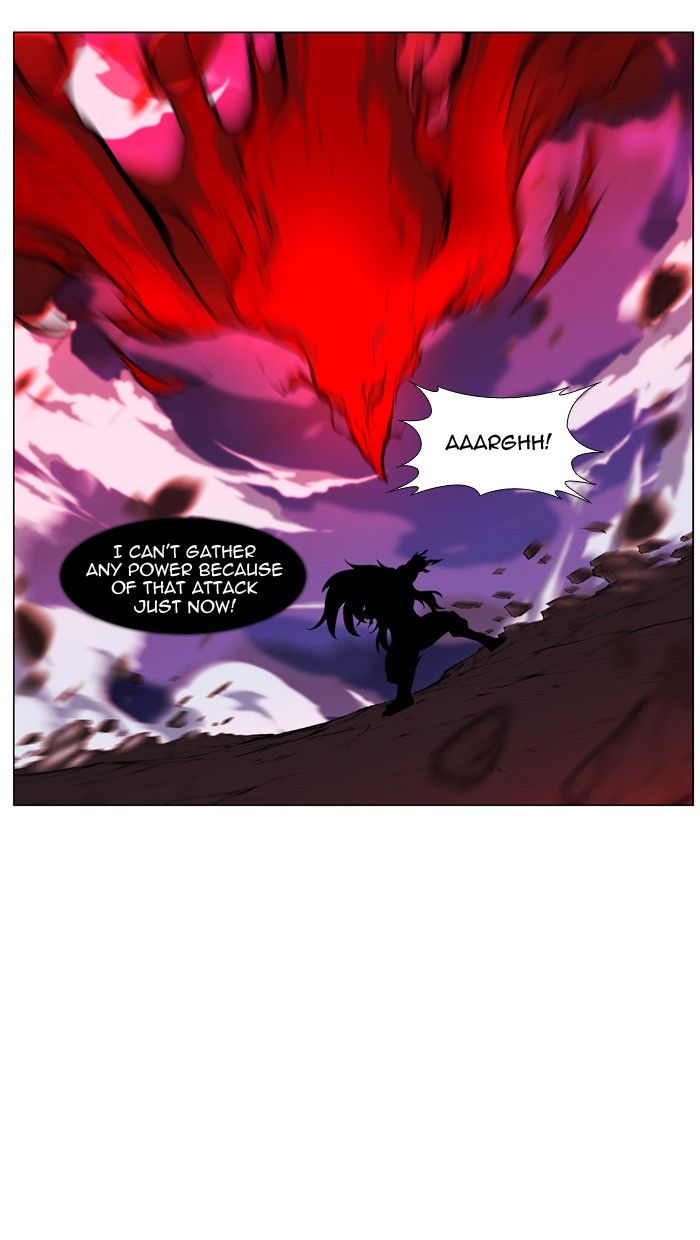 AAARGHH!
I CAN'T GATHER
ANY POWER BECAUSE
OF THAT ATTACK
JUST NOW!